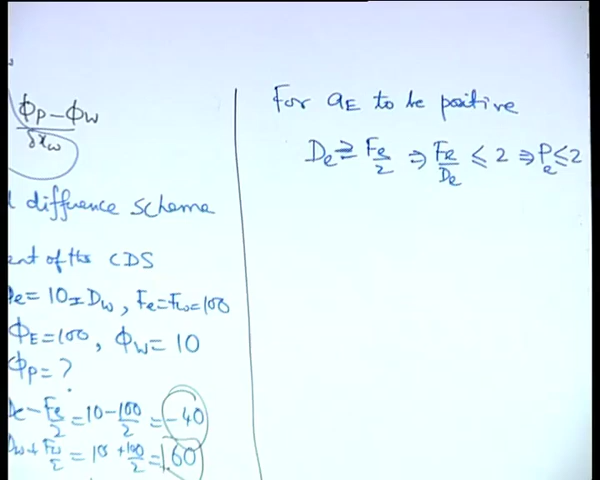 Φp − Φw
δxw
l diffrence scheme
ent of the CDS
De = 10 = Dw, Fe = Fw = 100
ΦE = 100, Φw = 10
Φp = ?
De − Fe/2 = 10 − 100/2 = −40
Dw + Fw/2 = 10 + 100/2 = 60
For aE to be positive
De ≥ Fe/2 ⇒ Fe/De ≤ 2 ⇒ Pe ≤ 2